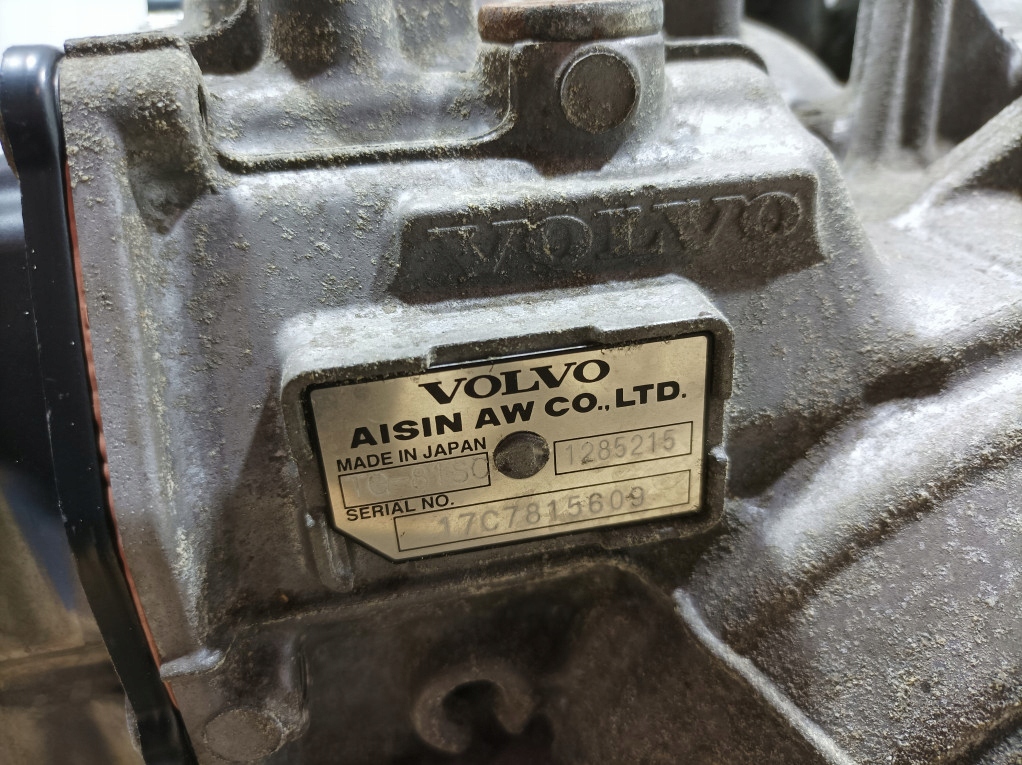 VOLVO
VOLVO
AISIN AW CO., LTD.
MADE IN JAPAN
1285215
SERIAL NO.
17C7815609